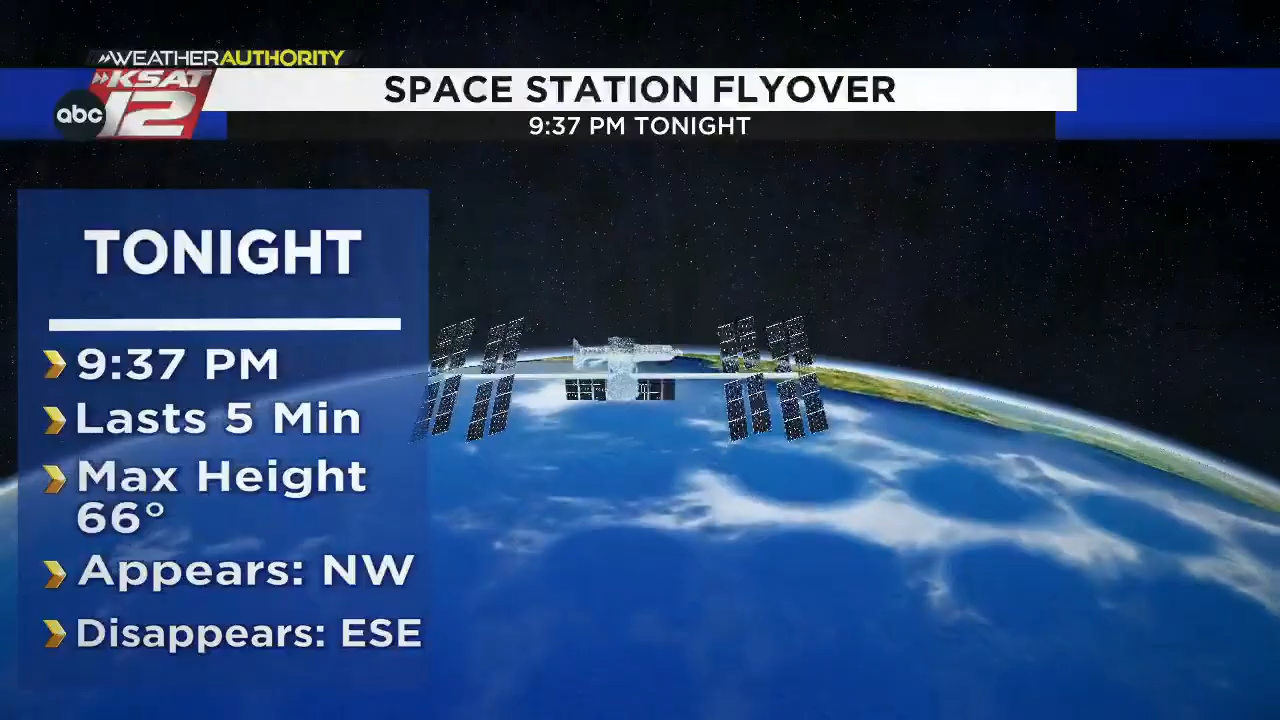 WEATHERAUTHORITY
KSAT
abc 12
SPACE STATION FLYOVER
9:37 PM TONIGHT
TONIGHT
9:37 PM
Lasts 5 Min
Max Height
66°
Appears: NW
Disappears: ESE